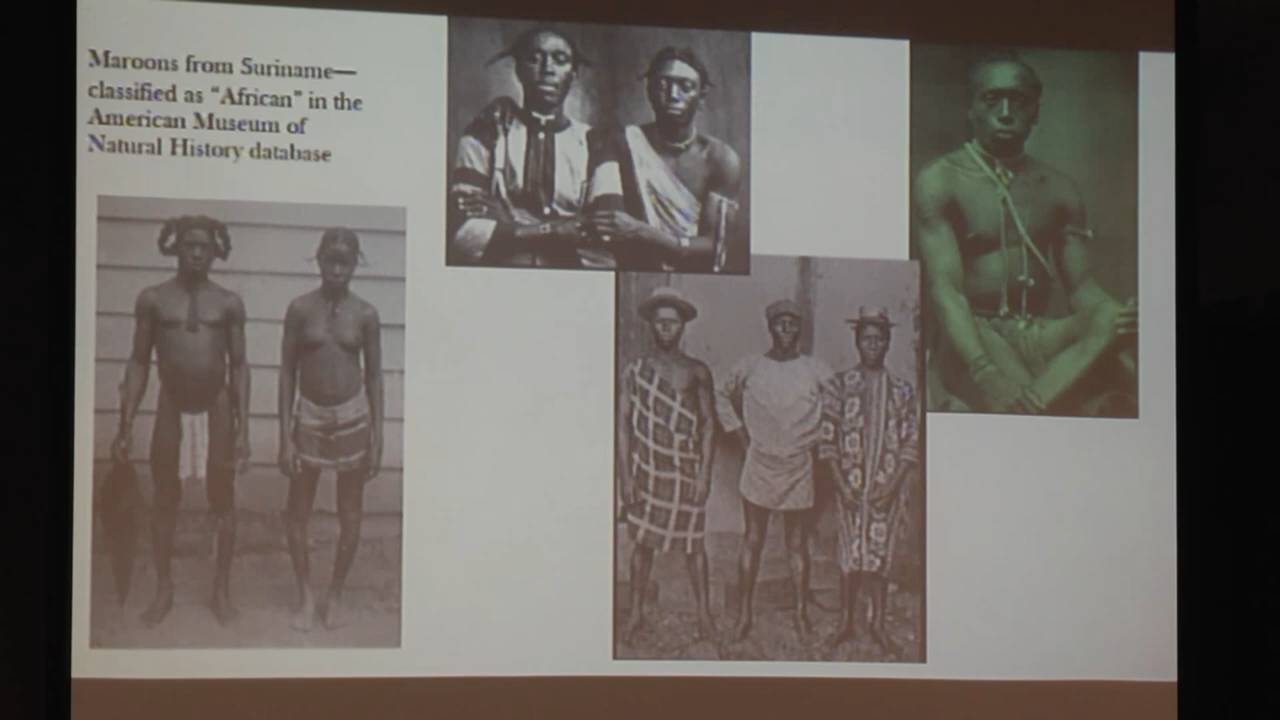 Maroons from Suriname—
classified as “African” in the
American Museum of
Natural History database